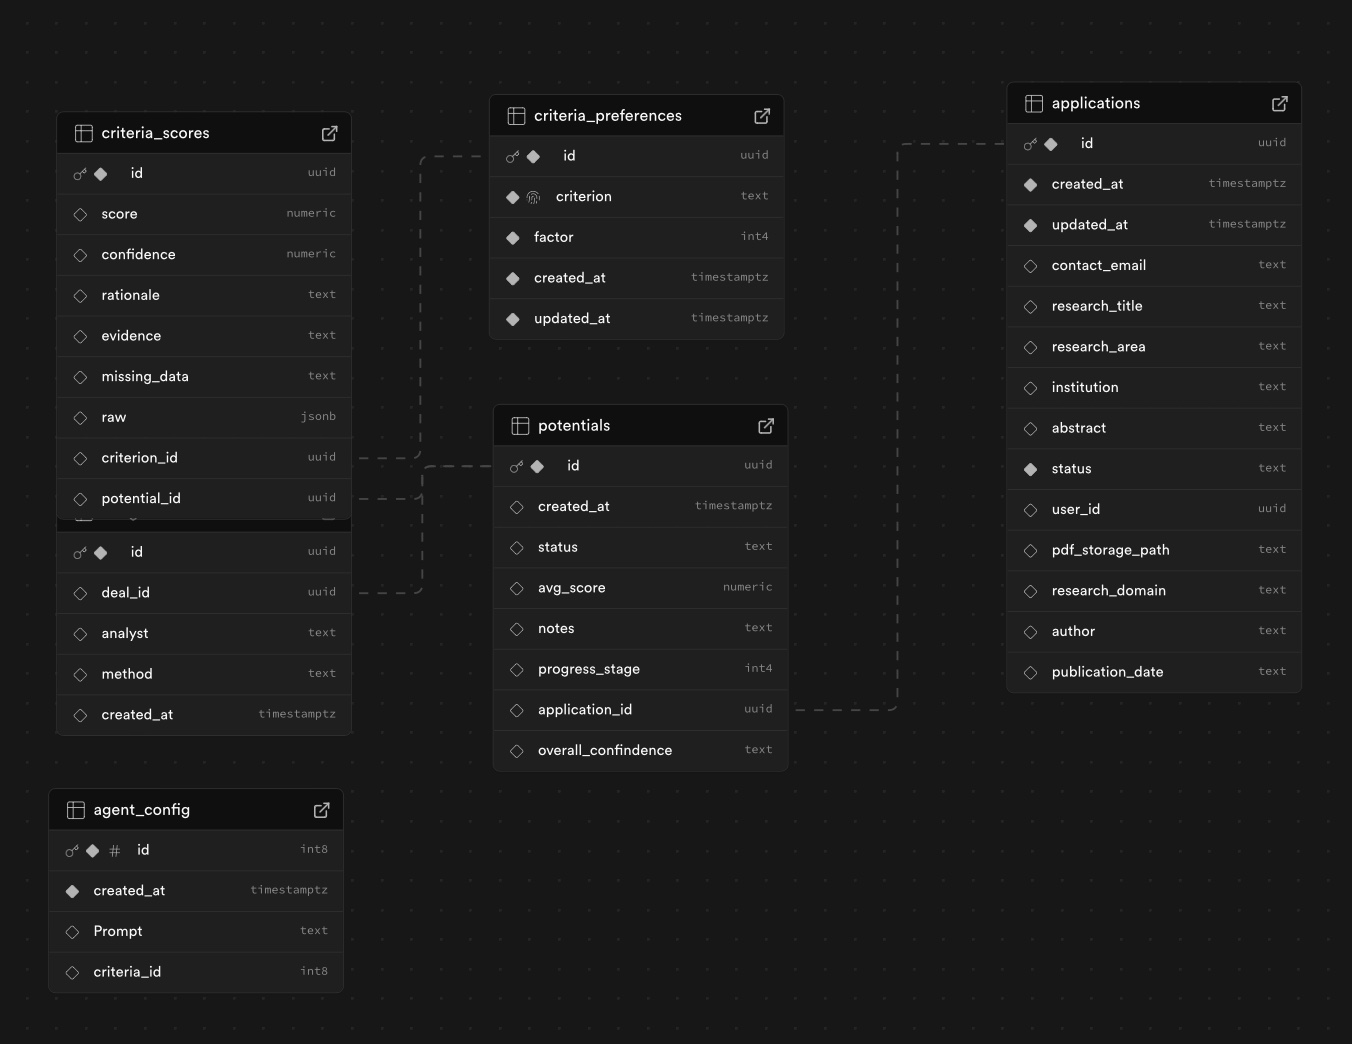 criteria_scores
id uuid
score numeric
confidence numeric
rationale text
evidence text
missing_data text
raw jsonb
criterion_id uuid
potential_id uuid
id uuid
deal_id uuid
analyst text
method text
created_at timestamptz
agent_config
id int8
created_at timestamptz
Prompt text
criteria_id int8
criteria_preferences
id uuid
criterion text
factor int4
created_at timestamptz
updated_at timestamptz
potentials
id uuid
created_at timestamptz
status text
avg_score numeric
notes text
progress_stage int4
application_id uuid
overall_confindence text
applications
id uuid
created_at timestamptz
updated_at timestamptz
contact_email text
research_title text
research_area text
institution text
abstract text
status text
user_id uuid
pdf_storage_path text
research_domain text
author text
publication_date text